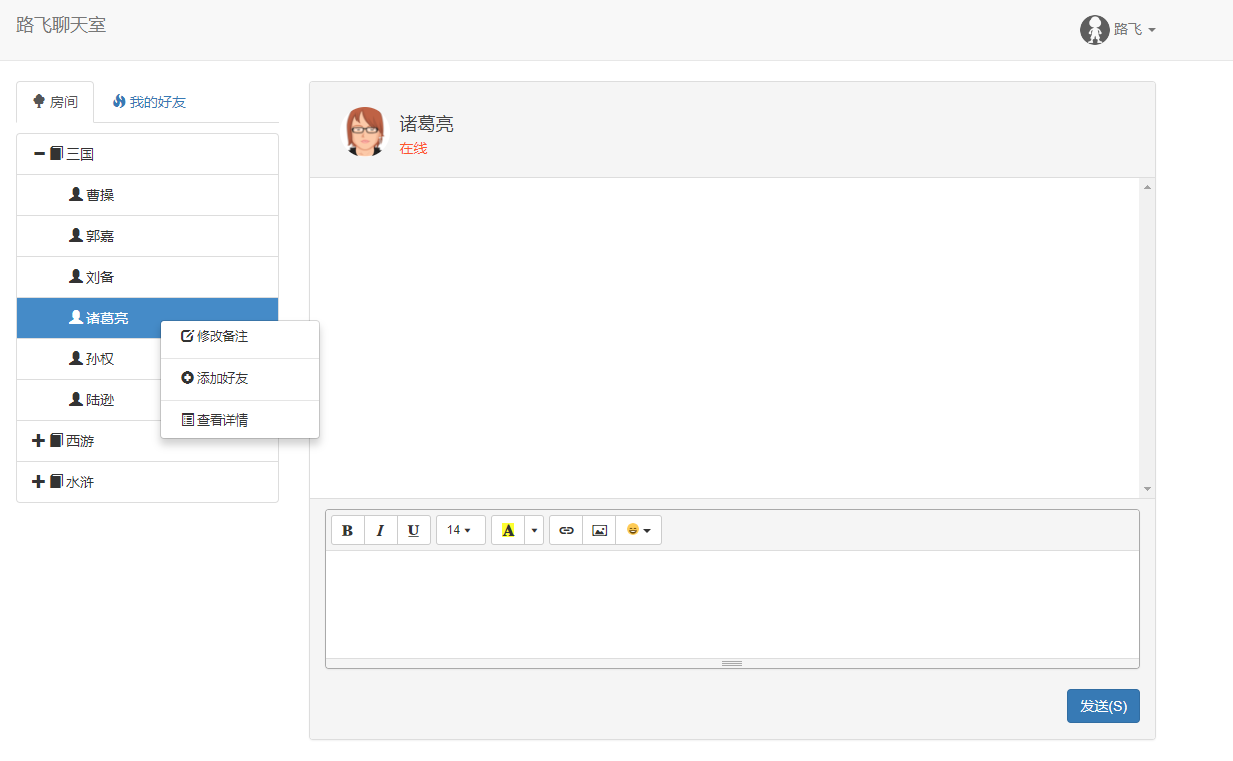 路飞聊天室
路飞
房间
我的好友
三国
曹操
郭嘉
刘备
诸葛亮
孙权
陆逊
西游
水浒
修改备注
添加好友
查看详情
诸葛亮
在线
B I U 14 A
发送(S)